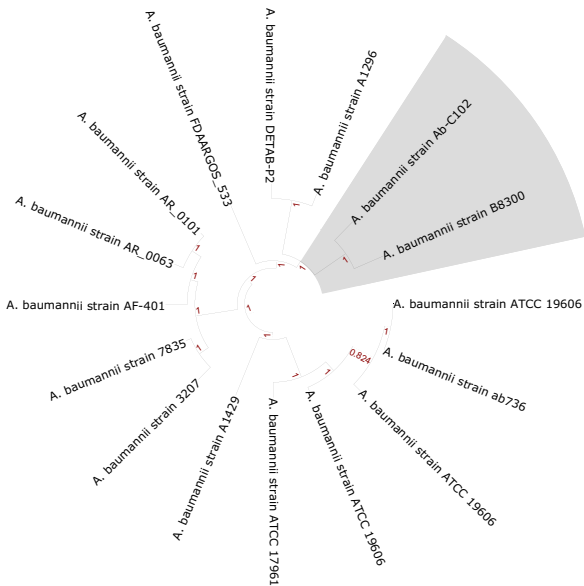 A. baumannii strain FDAARGOS_533
A. baumannii strain DETAB-P2
A. baumannii strain A1296
A. baumannii strain Ab-C102
A. baumannii strain B8300
A. baumannii strain ATCC 19606
A. baumannii strain ab736
A. baumannii strain ATCC 19606
A. baumannii strain ATCC 19606
A. baumannii strain ATCC 17961
A. baumannii strain A1429
A. baumannii strain 3207
A. baumannii strain 7835
A. baumannii strain AF-401
A. baumannii strain AR_0063
A. baumannii strain AR_0101
1
1
1
1
1
1
1
1
1
1
1
1
1
0.824
1